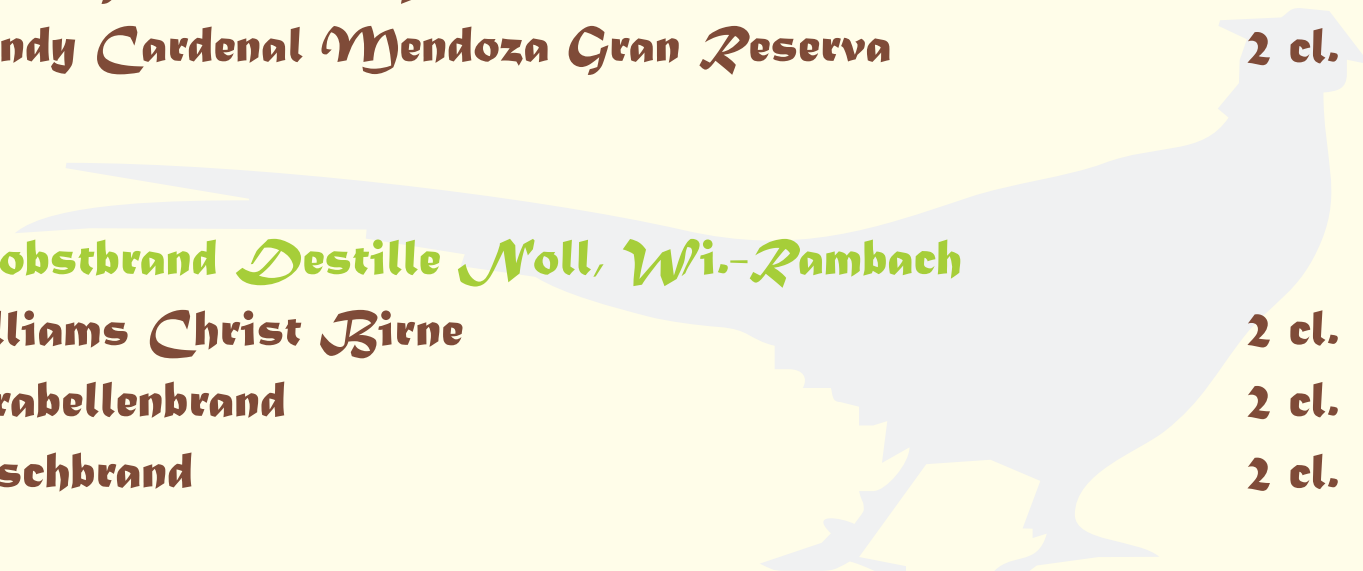 ndy Cardenal Mendoza Gran Reserva 2 cl.
obstbrand Destille Noll, Wi.-Rambach
lliams Christ Birne 2 cl.
rabellenbrand 2 cl.
schbrand 2 cl.